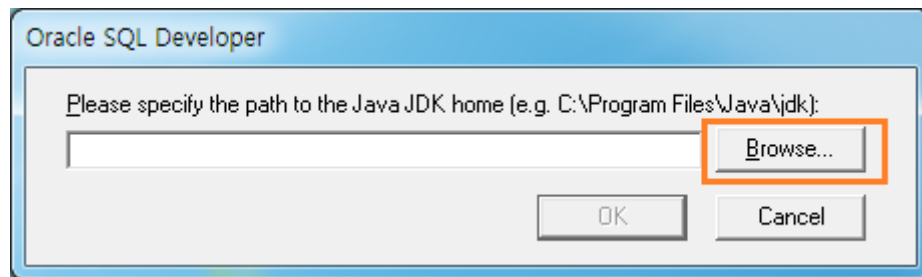 Oracle SQL Developer
Please specify the path to the Java JDK home (e.g. C:\Program Files\Java\jdk):
Browse...
OK
Cancel